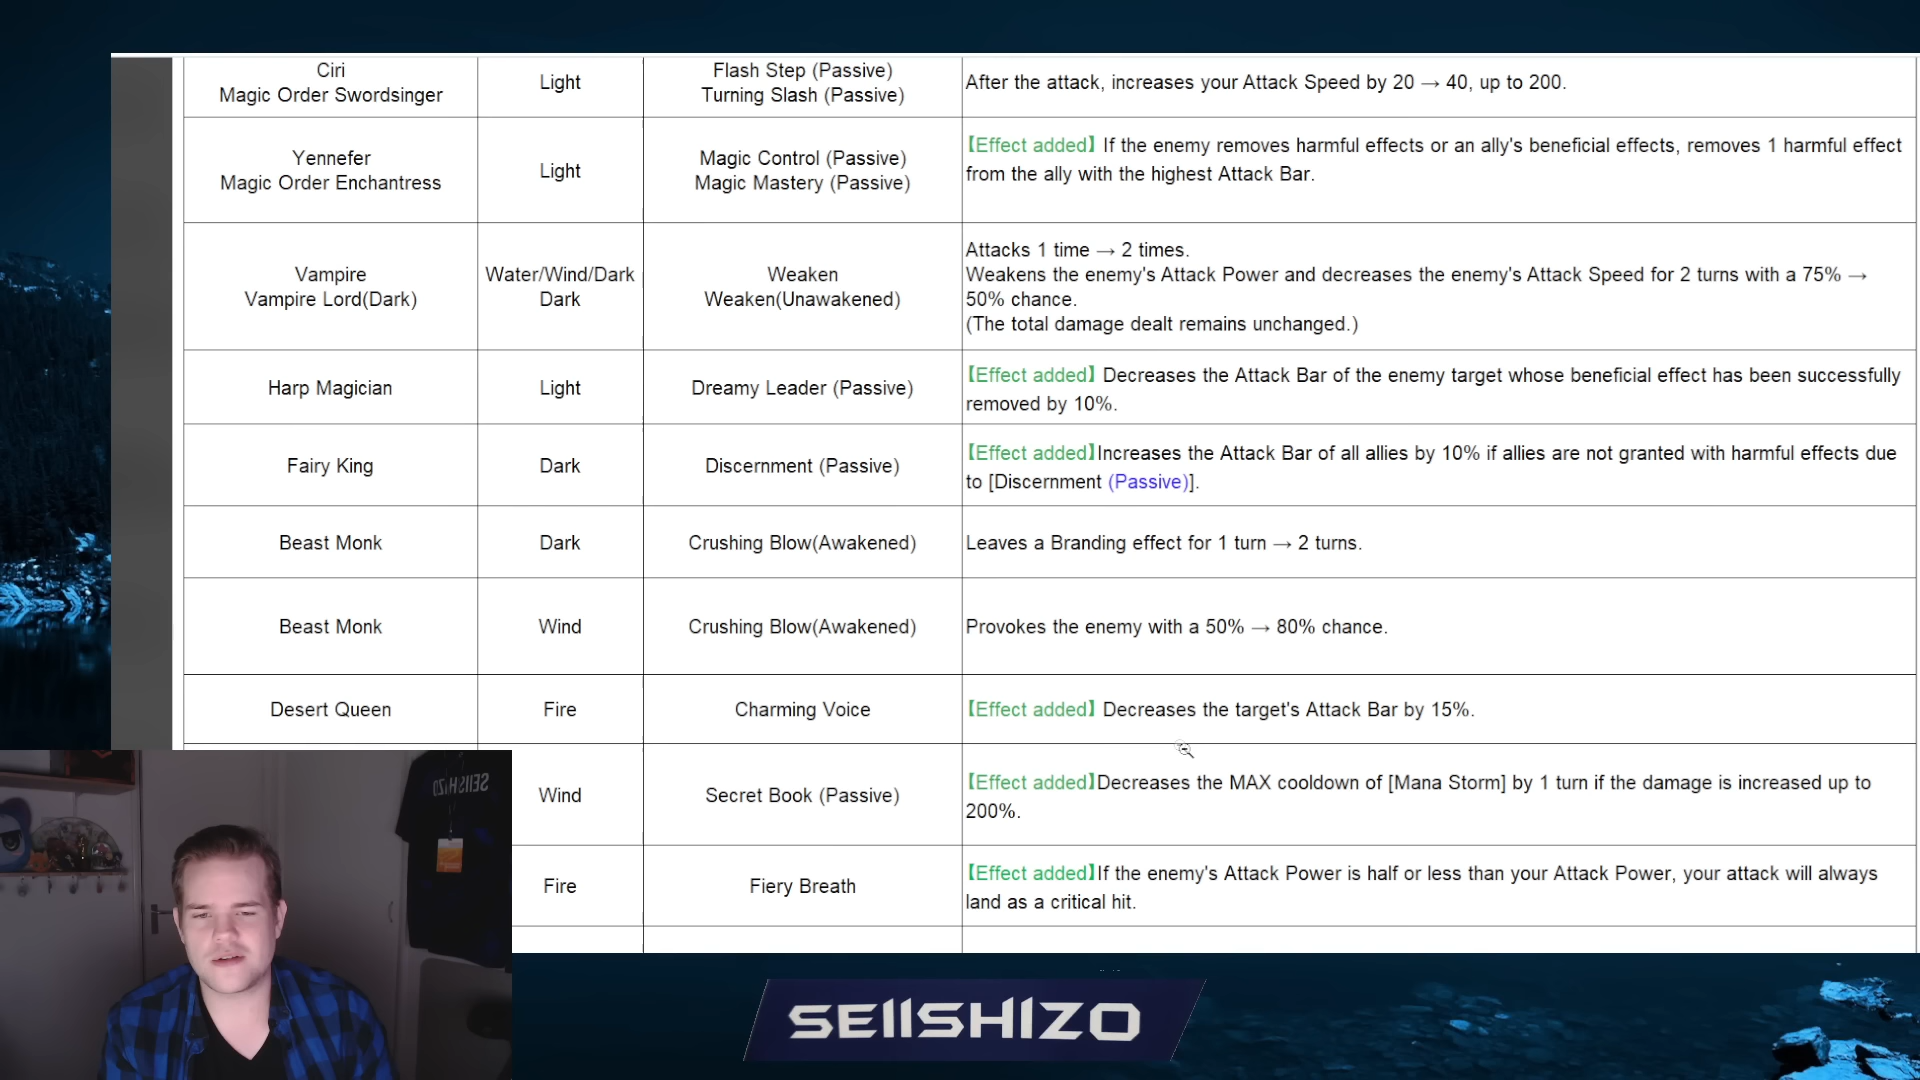 Ciri
Magic Order Swordsinger
Light
Flash Step (Passive)
Turning Slash (Passive)
After the attack, increases your Attack Speed by 20 → 40, up to 200.
Yennefer
Magic Order Enchantress
Light
Magic Control (Passive)
Magic Mastery (Passive)
【Effect added】 If the enemy removes harmful effects or an ally's beneficial effects, removes 1 harmful effect
from the ally with the highest Attack Bar.
Vampire
Vampire Lord(Dark)
Water/Wind/Dark
Dark
Weaken
Weaken(Unawakened)
Attacks 1 time → 2 times.
Weakens the enemy's Attack Power and decreases the enemy's Attack Speed for 2 turns with a 75% →
50% chance.
(The total damage dealt remains unchanged.)
Harp Magician
Light
Dreamy Leader (Passive)
【Effect added】 Decreases the Attack Bar of the enemy target whose beneficial effect has been successfully
removed by 10%.
Fairy King
Dark
Discernment (Passive)
【Effect added】Increases the Attack Bar of all allies by 10% if allies are not granted with harmful effects due
to [Discernment (Passive)].
Beast Monk
Dark
Crushing Blow(Awakened)
Leaves a Branding effect for 1 turn → 2 turns.
Beast Monk
Wind
Crushing Blow(Awakened)
Provokes the enemy with a 50% → 80% chance.
Desert Queen
Fire
Charming Voice
【Effect added】 Decreases the target's Attack Bar by 15%.
Wind
Secret Book (Passive)
【Effect added】Decreases the MAX cooldown of [Mana Storm] by 1 turn if the damage is increased up to
200%.
Fire
Fiery Breath
【Effect added】If the enemy's Attack Power is half or less than your Attack Power, your attack will always
land as a critical hit.
SEIISHIZO
SEIISHIZO